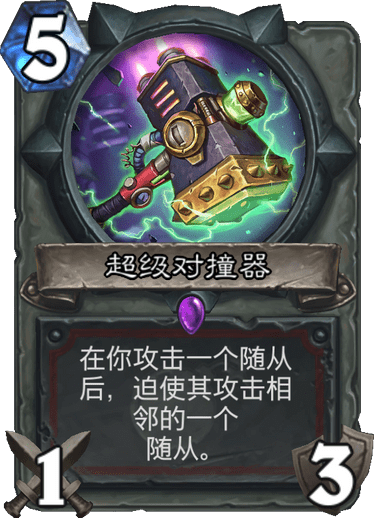 5
超级对撞器
在你攻击一个随从
后，迫使其攻击相
邻的一个
随从。
1
3